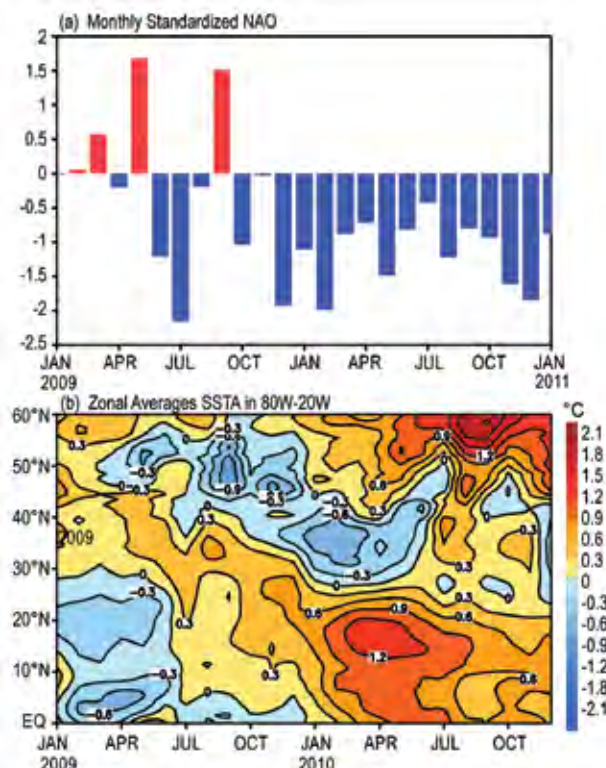 (a) Monthly Standardized NAO
2
1.5
1
0.5
0
-0.5
-1
-1.5
-2
-2.5
JAN APR JUL OCT JAN APR JUL OCT JAN
2009 2011
(b) Zonal Averages SSTA in 80W-20W
°C
60°N
50°N
40°N
30°N
20°N
10°N
EQ
2009
JAN APR JUL OCT JAN APR JUL OCT
2009 2010
2.1
1.8
1.5
1.2
0.9
0.6
0.3
0
-0.3
-0.6
-0.9
-1.2
-1.8
-2.1